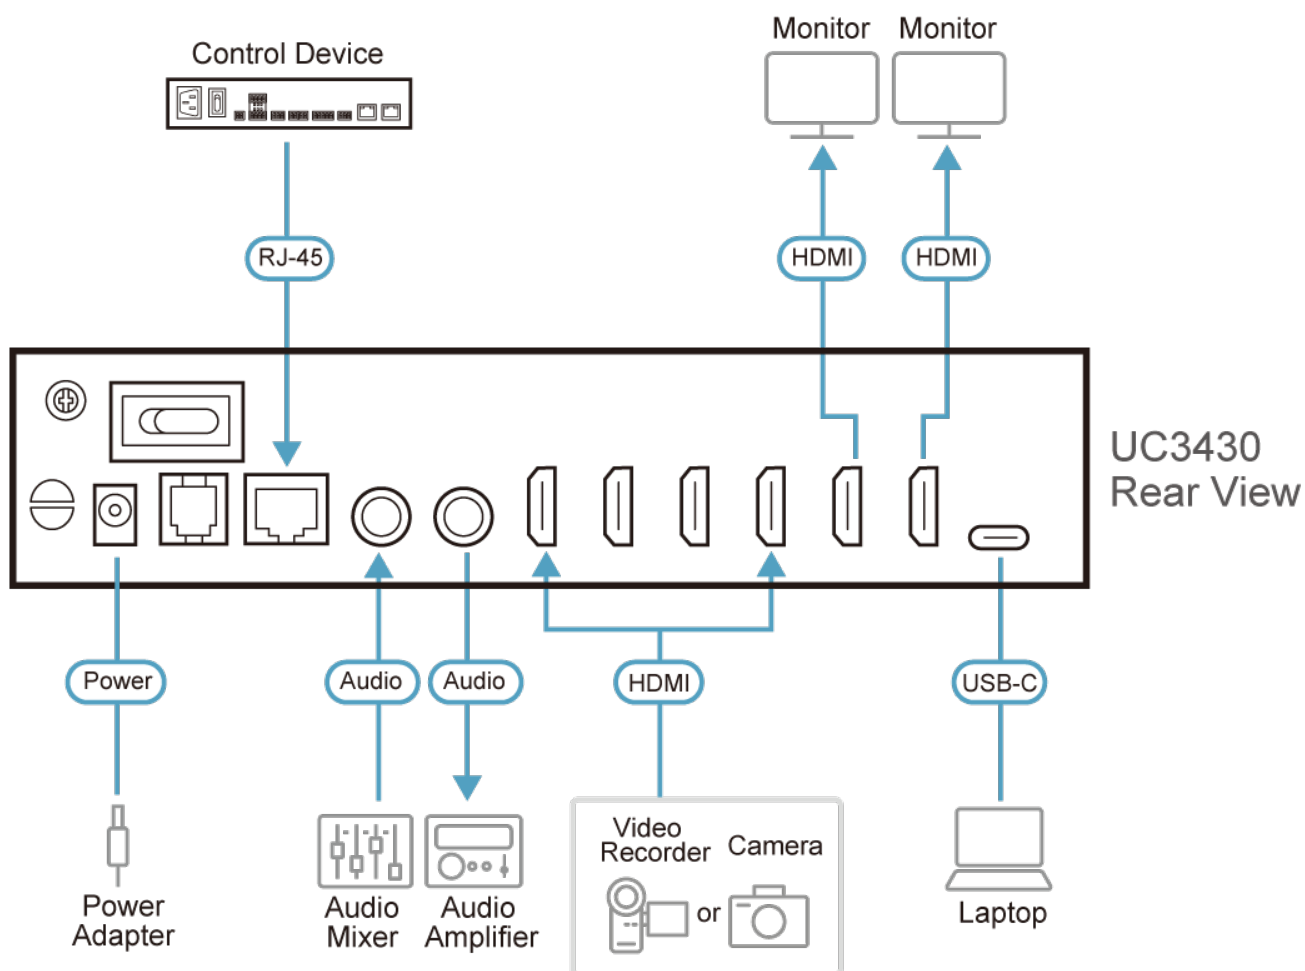 Monitor
Monitor
Control Device
RJ-45
HDMI
HDMI
UC3430
Rear View
Power
Audio
Audio
HDMI
USB-C
Video
Recorder
Camera
or
Power
Adapter
Audio
Mixer
Audio
Amplifier
Laptop